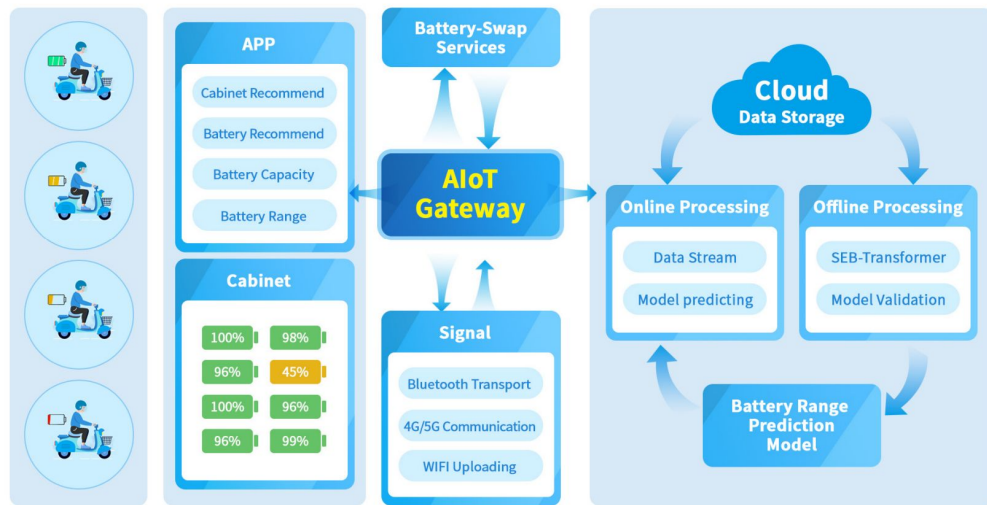 APP
Cabinet Recommend
Battery Recommend
Battery Capacity
Battery Range
Cabinet
100%
98%
96%
45%
100%
96%
96%
99%
Battery-Swap
Services
AIoT
Gateway
Signal
Bluetooth Transport
4G/5G Communication
WIFI Uploading
Cloud
Data Storage
Online Processing
Data Stream
Model predicting
Offline Processing
SEB-Transformer
Model Validation
Battery Range
Prediction
Model